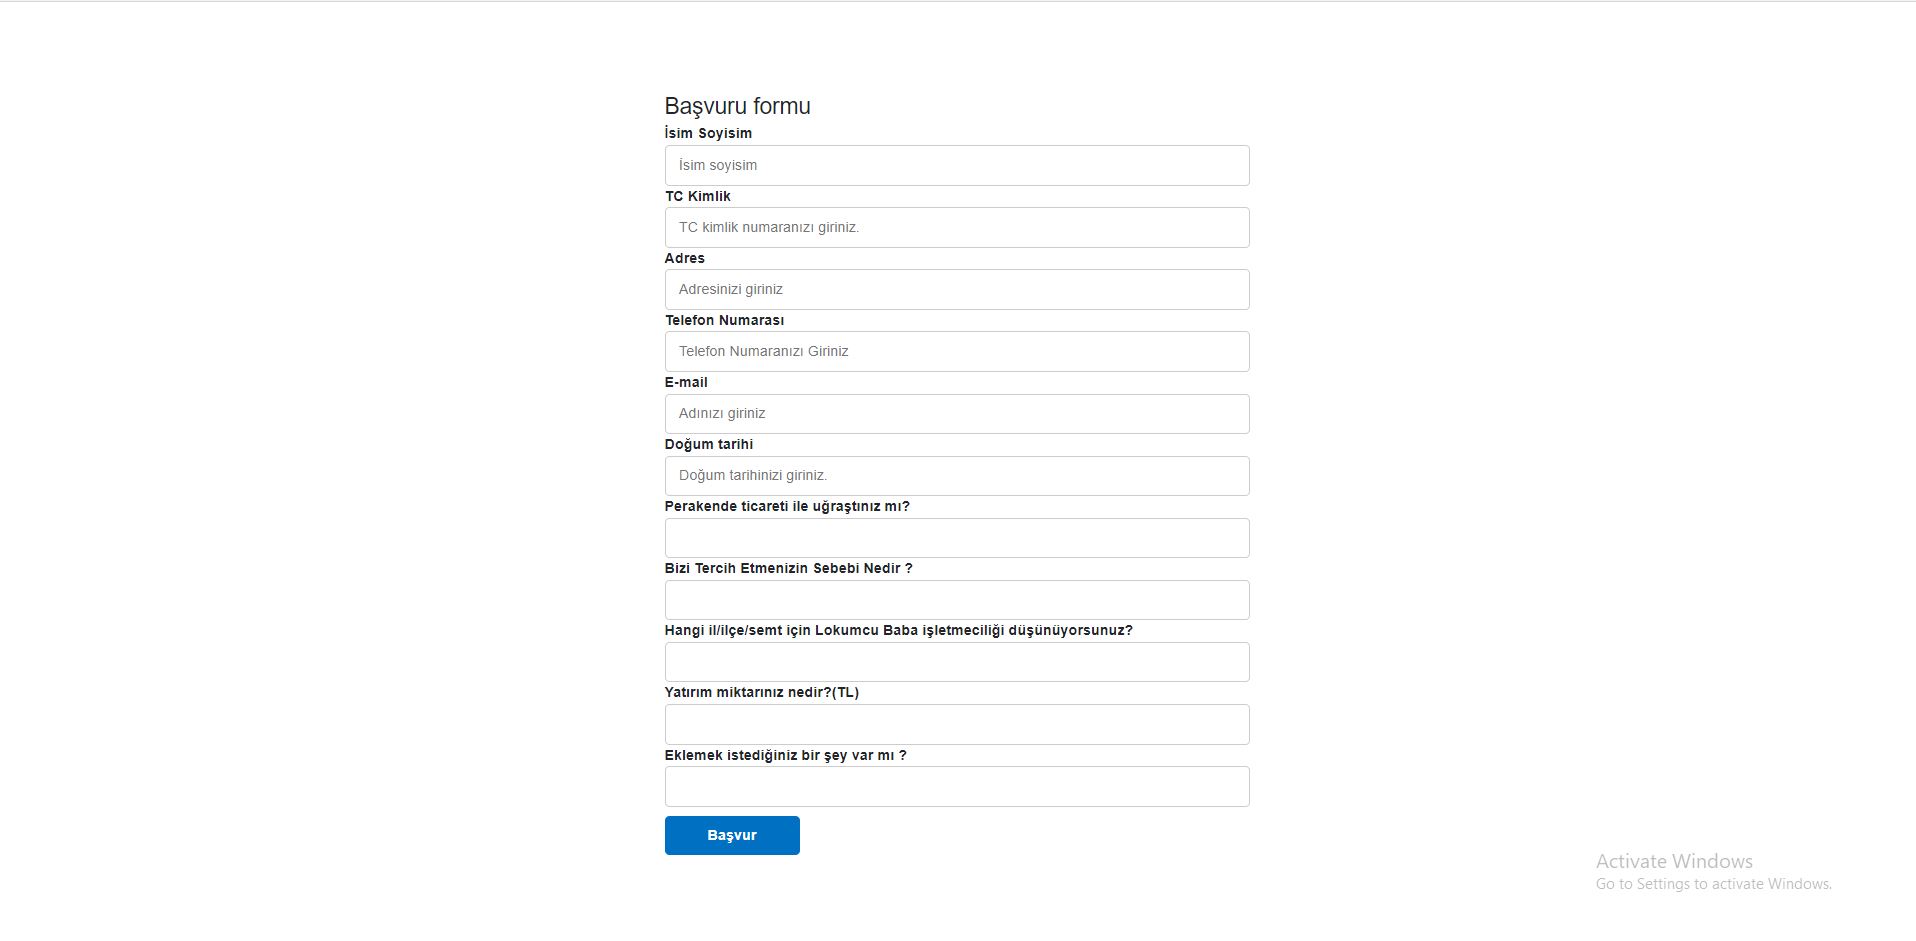 Başvuru formu
İsim Soyisim
İsim soyisim
TC Kimlik
TC kimlik numaranızı giriniz.
Adres
Adresinizi giriniz
Telefon Numarası
Telefon Numaranızı Giriniz
E-mail
Adınızı giriniz
Doğum tarihi
Doğum tarihinizi giriniz.
Perakende ticareti ile uğraştınız mı?
Bizi Tercih Etmenizin Sebebi Nedir ?
Hangi il/ilçe/semt için Lokumcu Baba işletmeciliği düşünüyorsunuz?
Yatırım miktarınız nedir?(TL)
Eklemek istediğiniz bir şey var mı ?
Başvur
Activate Windows
Go to Settings to activate Windows.